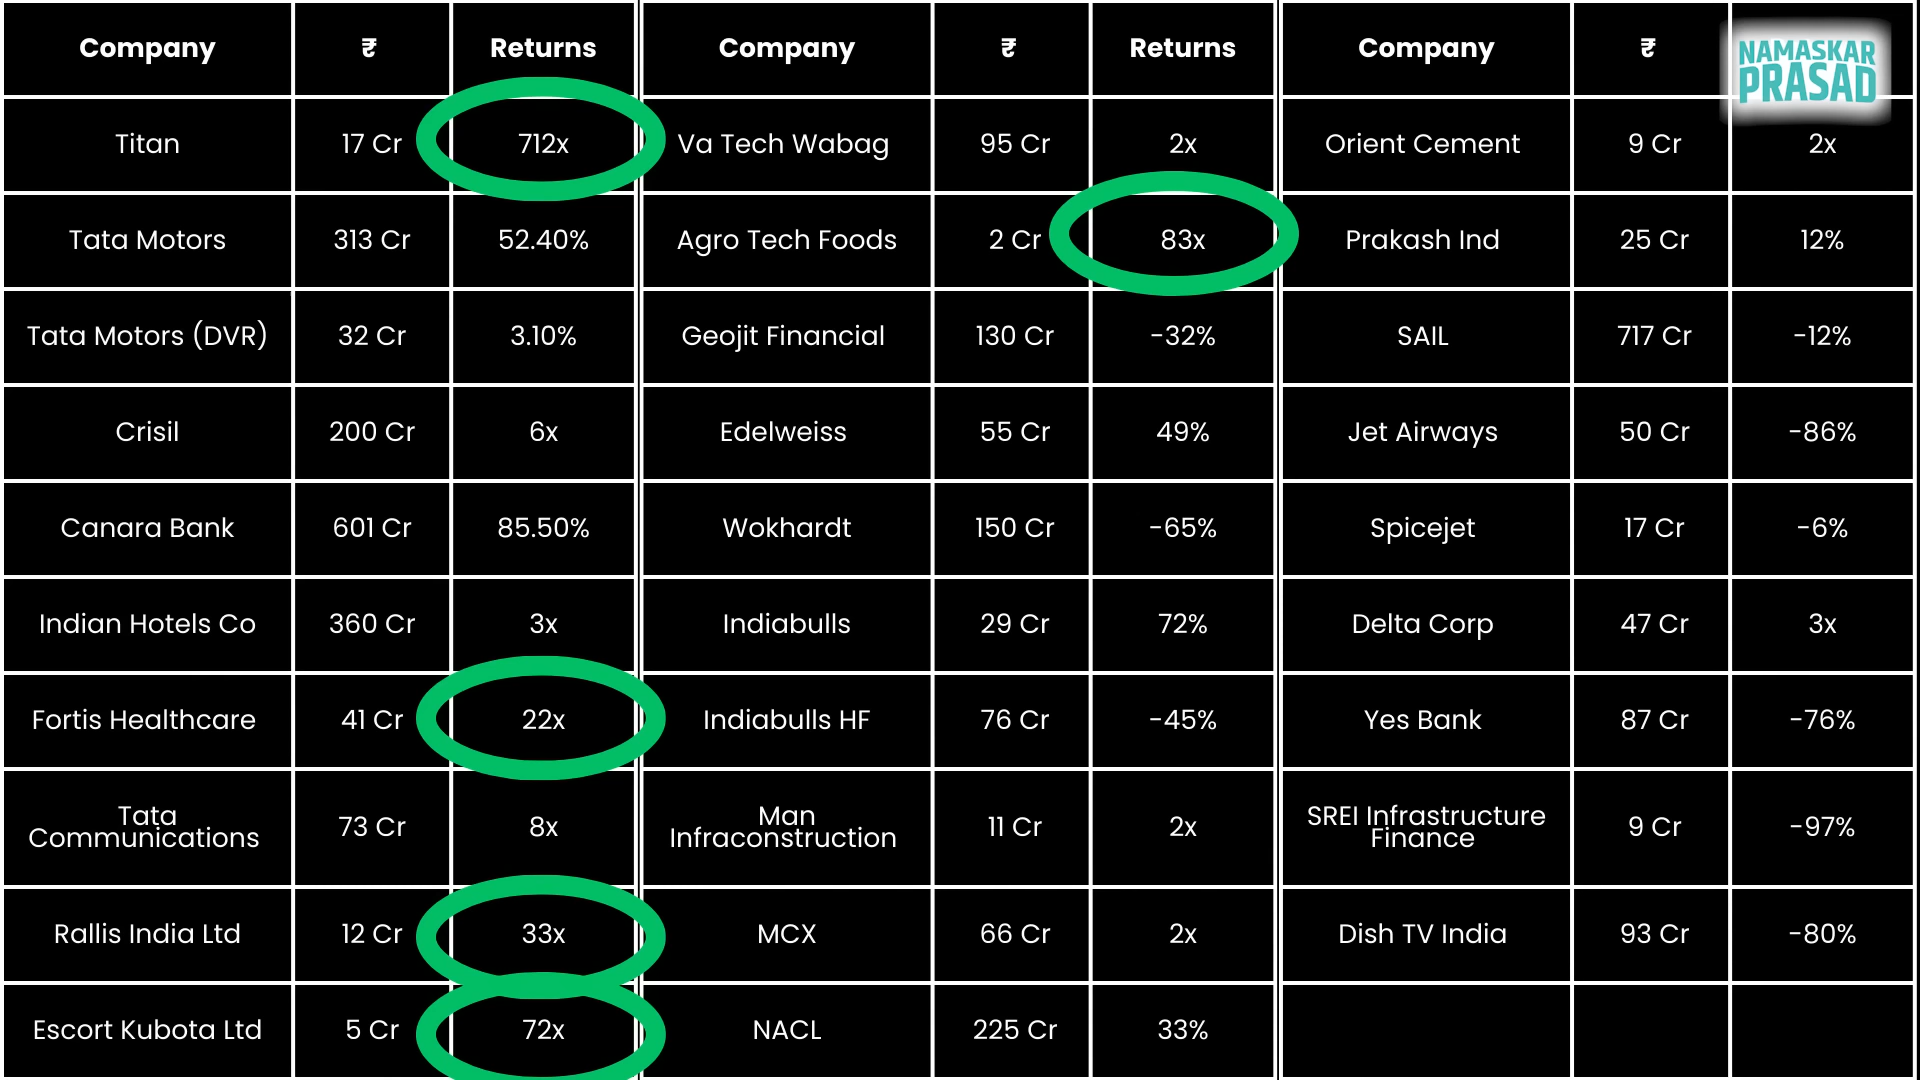 Company ₹ Returns Company ₹ Returns Company ₹ NAMASKAR
PRASAD
Titan 17 Cr 712x Va Tech Wabag 95 Cr 2x Orient Cement 9 Cr 2x
Tata Motors 313 Cr 52.40% Agro Tech Foods 2 Cr 83x Prakash Ind 25 Cr 12%
Tata Motors (DVR) 32 Cr 3.10% Geojit Financial 130 Cr -32% SAIL 717 Cr -12%
Crisil 200 Cr 6x Edelweiss 55 Cr 49% Jet Airways 50 Cr -86%
Canara Bank 601 Cr 85.50% Wokhardt 150 Cr -65% Spicejet 17 Cr -6%
Indian Hotels Co 360 Cr 3x Indiabulls 29 Cr 72% Delta Corp 47 Cr 3x
Fortis Healthcare 41 Cr 22x Indiabulls HF 76 Cr -45% Yes Bank 87 Cr -76%
Tata Communications 73 Cr 8x Man Infraconstruction 11 Cr 2x SREI Infrastructure Finance 9 Cr -97%
Rallis India Ltd 12 Cr 33x MCX 66 Cr 2x Dish TV India 93 Cr -80%
Escort Kubota Ltd 5 Cr 72x NACL 225 Cr 33%